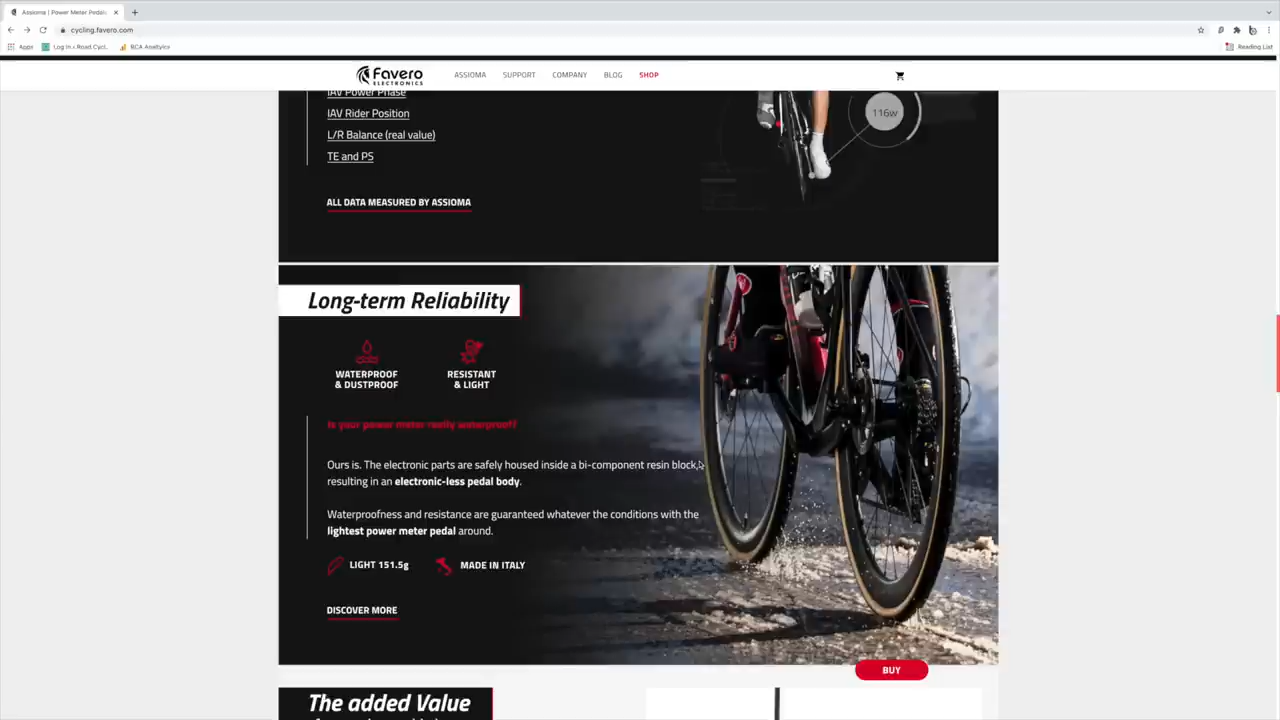 Assioma | Power Meter Pedals
cycling.favero.com
Apps
RCA Analytics
Reading List
Favero
ELECTRONICS
ASSIOMA
SUPPORT
COMPANY
BLOG
SHOP
IAV Power Phase
IAV Rider Position
L/R Balance (real value)
TE and PS
ALL DATA MEASURED BY ASSIOMA
116w
Long-term Reliability
WATERPROOF
& DUSTPROOF
RESISTANT
& LIGHT
Is your power meter really waterproof?
Ours is. The electronic parts are safely housed inside a bi-component resin block,
resulting in an electronic-less pedal body.
Waterproofness and resistance are guaranteed whatever the conditions with the
lightest power meter pedal around.
LIGHT 151.5g
MADE IN ITALY
DISCOVER MORE
BUY
The added Value